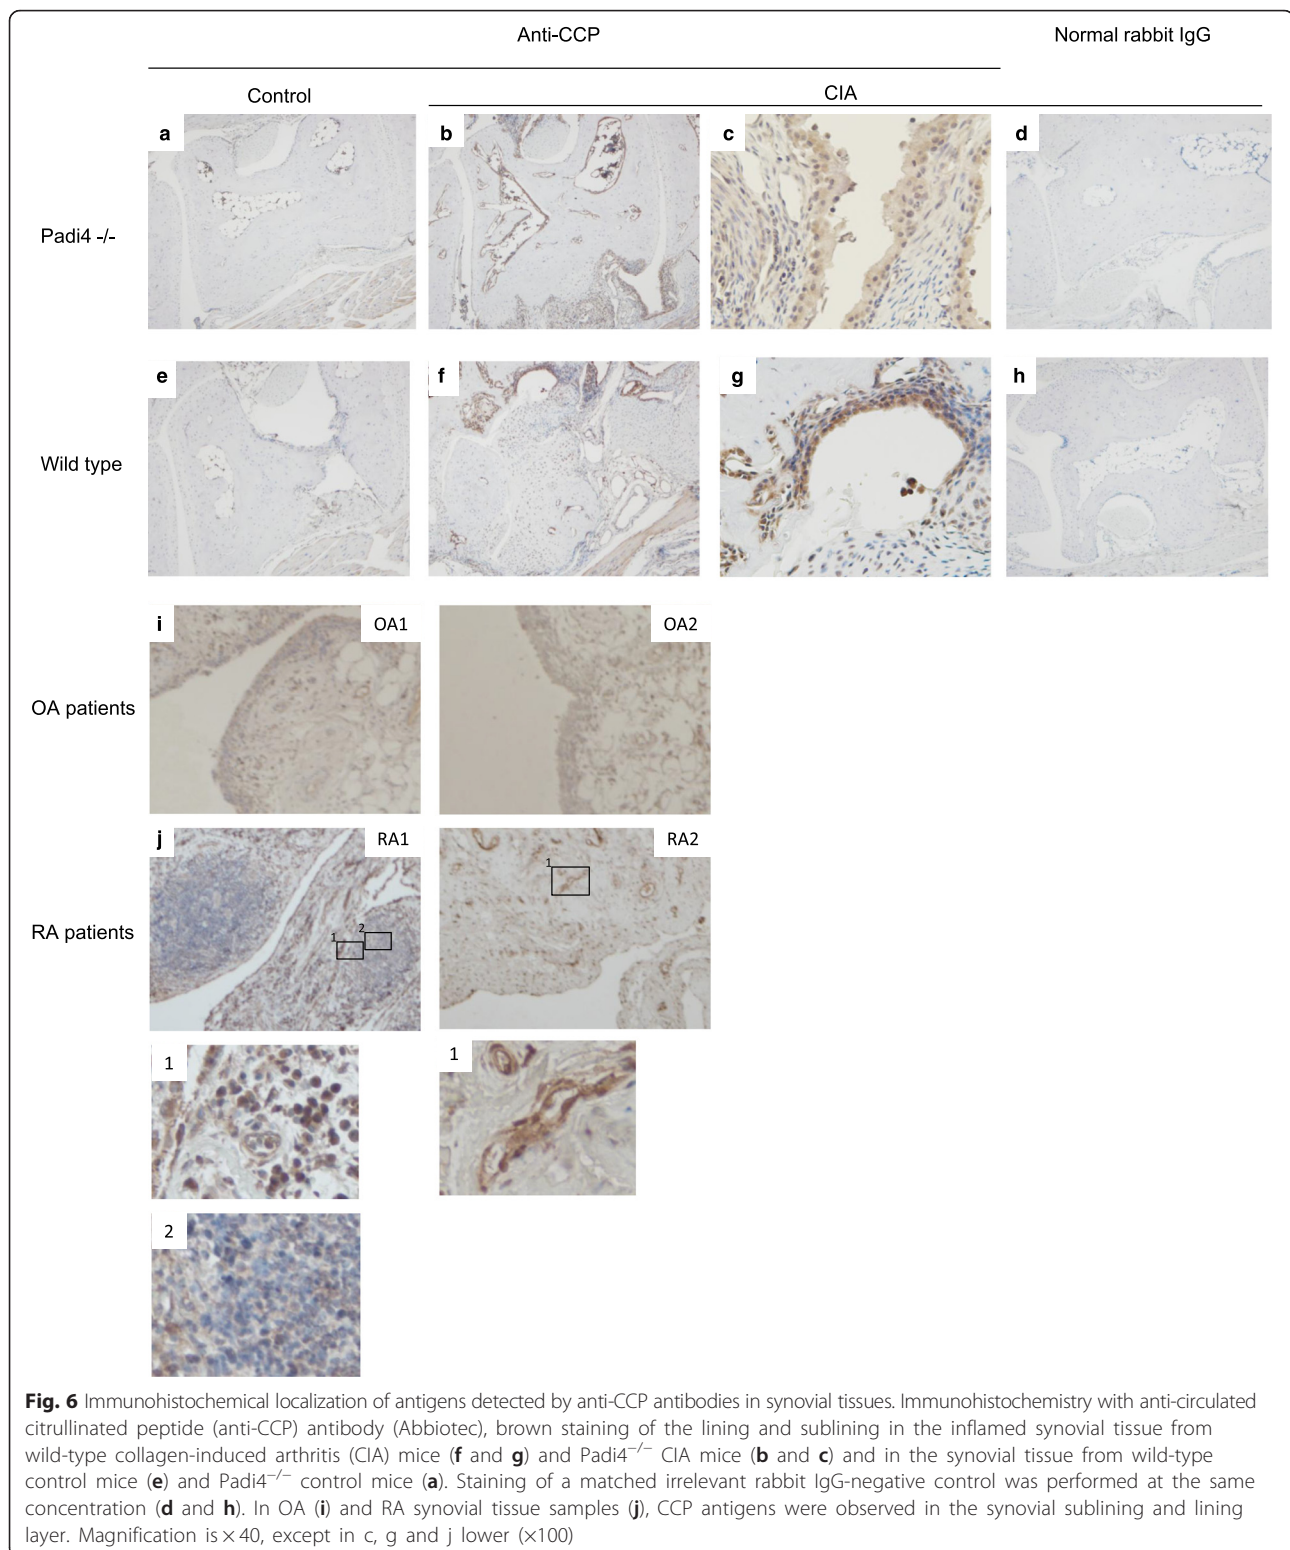 Anti-CCP
Normal rabbit IgG
Control
CIA
a
b
c
d
Padi4 -/-
e
f
g
h
Wild type
i
OA1
OA2
OA patients
j
RA1
RA2
1
2
1
RA patients
1
1
2
Fig. 6 Immunohistochemical localization of antigens detected by anti-CCP antibodies in synovial tissues. Immunohistochemistry with anti-circulated
citrullinated peptide (anti-CCP) antibody (Abbiotec), brown staining of the lining and sublining in the inflamed synovial tissue from
wild-type collagen-induced arthritis (CIA) mice (f and g) and Padi4−/− CIA mice (b and c) and in the synovial tissue from wild-type
control mice (e) and Padi4−/− control mice (a). Staining of a matched irrelevant rabbit IgG-negative control was performed at the same
concentration (d and h). In OA (i) and RA synovial tissue samples (j), CCP antigens were observed in the synovial sublining and lining
layer. Magnification is × 40, except in c, g and j lower (×100)